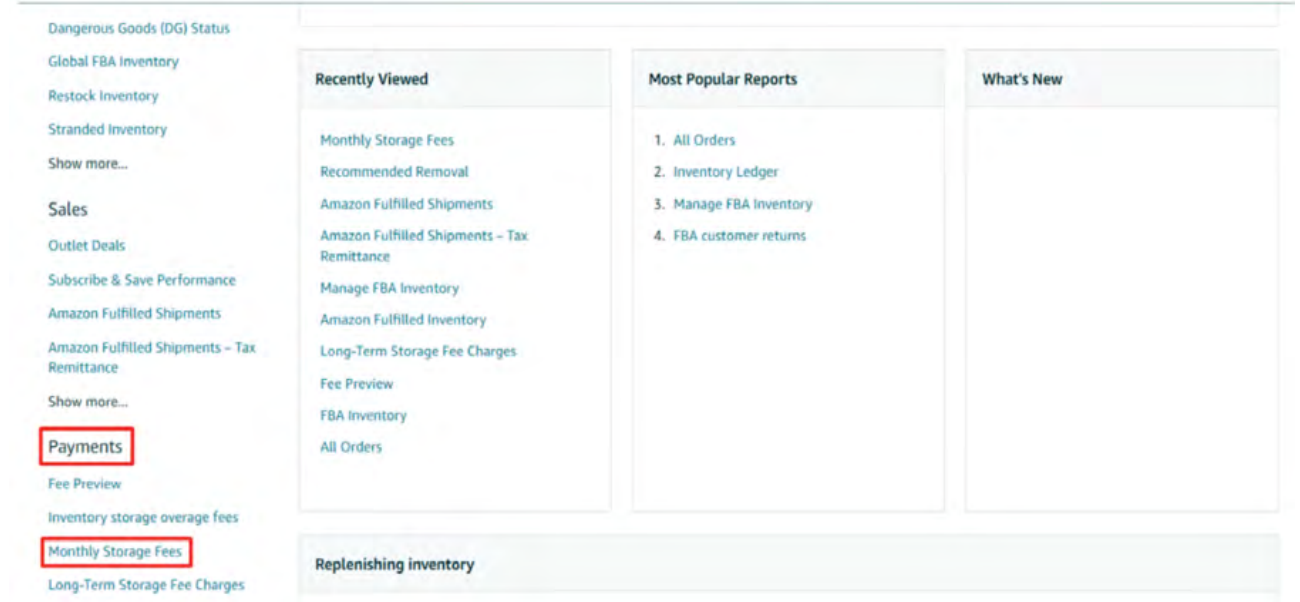 Dangerous Goods (DG) Status
Global FBA Inventory
Restock Inventory
Stranded Inventory
Show more...
Sales
Outlet Deals
Subscribe & Save Performance
Amazon Fulfilled Shipments
Amazon Fulfilled Shipments – Tax
Remittance
Show more...
Payments
Fee Preview
Inventory storage overage fees
Monthly Storage Fees
Long-Term Storage Fee Charges
Recently Viewed
Monthly Storage Fees
Recommended Removal
Amazon Fulfilled Shipments
Amazon Fulfilled Shipments – Tax
Remittance
Manage FBA Inventory
Amazon Fulfilled Inventory
Long-Term Storage Fee Charges
Fee Preview
FBA Inventory
All Orders
Most Popular Reports
1. All Orders
2. Inventory Ledger
3. Manage FBA Inventory
4. FBA customer returns
What's New
Replenishing inventory